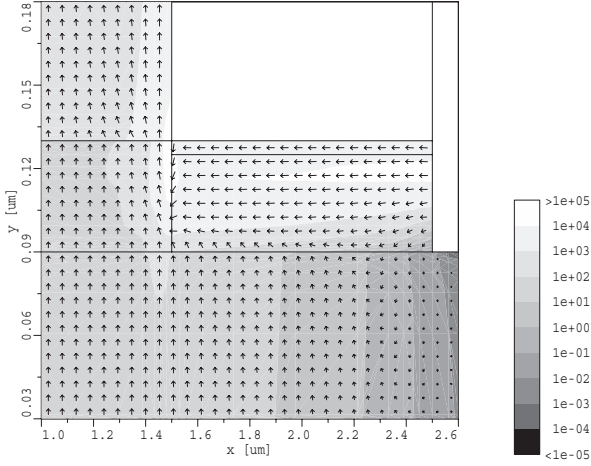 0.18
0.15
0.12
0.09
0.06
0.03
y [um]
1.0 1.2 1.4 1.6 1.8 2.0 2.2 2.4 2.6
x [um]
>1e+05
1e+04
1e+03
1e+02
1e+01
1e+00
1e-01
1e-02
1e-03
1e-04
<1e-05